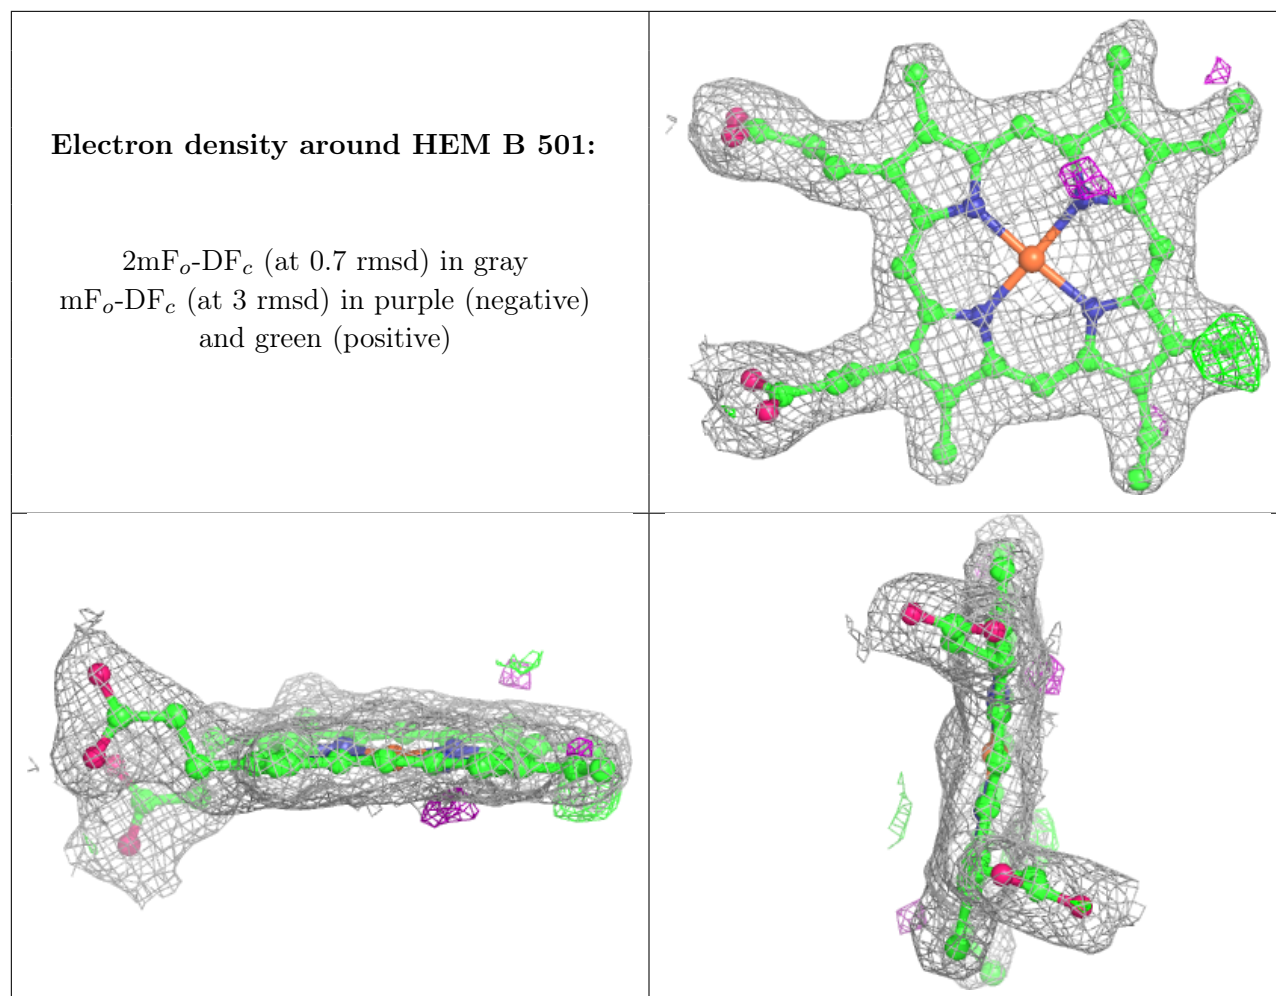 Electron density around HEM B 501:
2mFo-DFc (at 0.7 rmsd) in gray
mFo-DFc (at 3 rmsd) in purple (negative)
and green (positive)